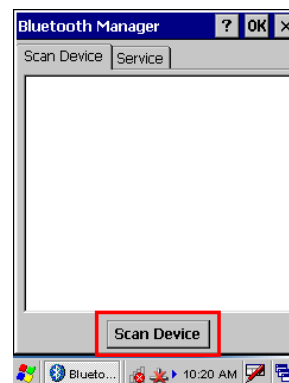 Bluetooth Manager ? OK ×
Scan Device Service
Scan Device
Blueto... 10:20 AM